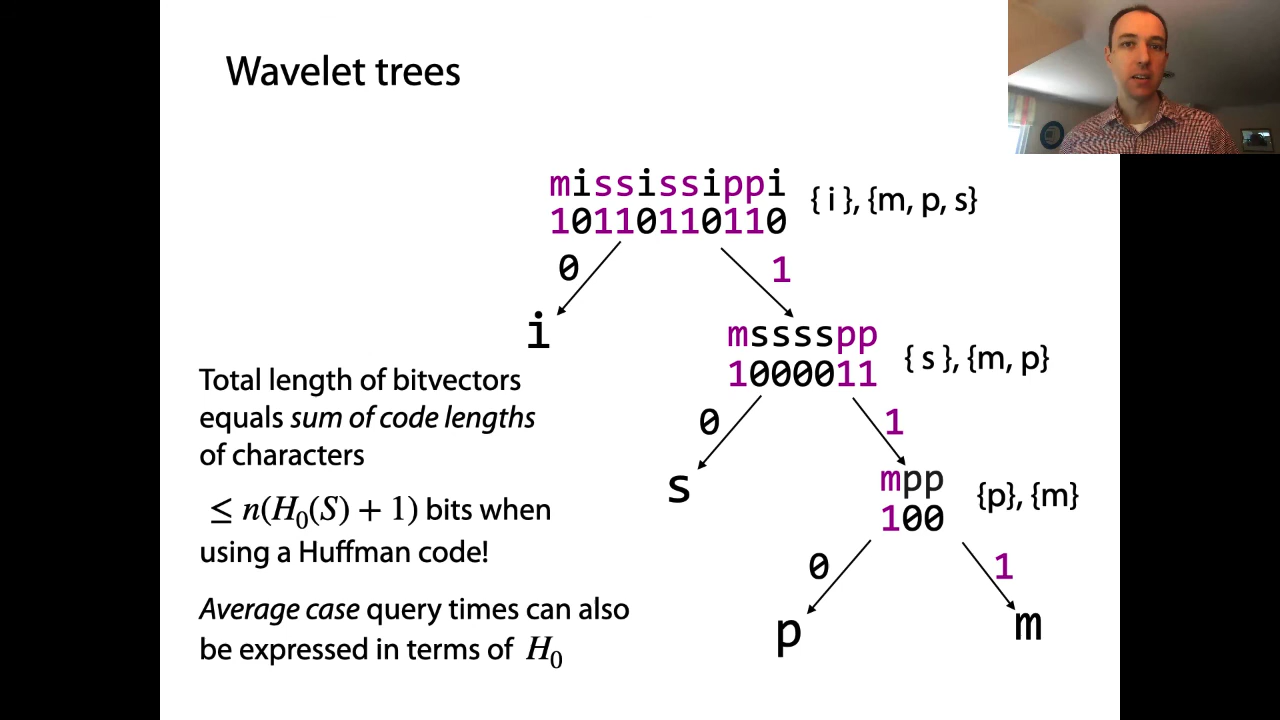 Wavelet trees
mississippi
10110110110
{ i }, {m, p, s}
0
1
i
msssspp
1000011
{ s }, {m, p}
0
1
s
mpp
100
{p}, {m}
0
1
p
m
Total length of bitvectors
equals sum of code lengths
of characters
≤ n(H₀(S) + 1) bits when
using a Huffman code!
Average case query times can also
be expressed in terms of H₀